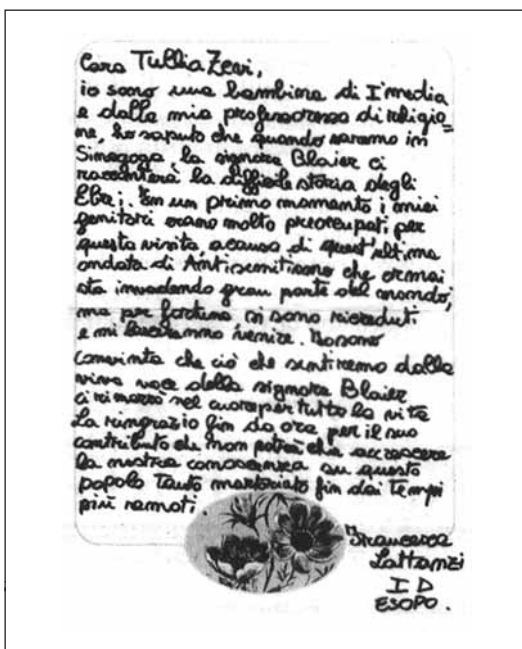 Cara Tullia Zevi,
io sono una bambina di I media
e dalla mia professoressa di religio=
ne, ho saputo che quando saremo in
Sinagoga, la signora Blaier ci
racconterà la difficile storia degli
Ebrei. In un primo momento i miei
genitori erano molto preoccupati per
questa visita, a causa di quest'ultima
ondata di Antisemitismo che ormai
sta invadendo gran parte del mondo,
ma per fortuna si sono ricreduti
e mi lasceranno venire. Io sono
convinta che ciò che sentiremo dalla
viva voce della signora Blaier
ci rimarrà nel cuore per tutta la vita
La ringrazio fin da ora per il suo
contributo che non potrà che accrescere
la nostra conoscenza su questo
popolo tanto martoriato fin dai tempi
più remoti
Francesca
Lattanzi
I D
ESOPO.